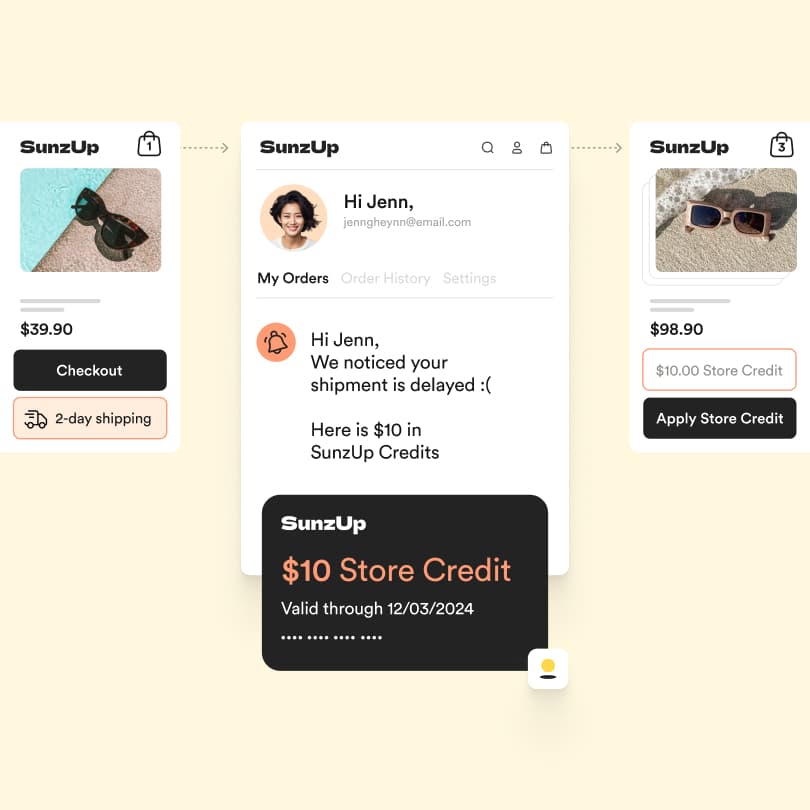 SunzUp
1
$39.90
Checkout
2-day shipping
SunzUp
Hi Jenn,
jenngheynn@email.com
My Orders Order History Settings
Hi Jenn,
We noticed your
shipment is delayed :(
Here is $10 in
SunzUp Credits
SunzUp
$10 Store Credit
Valid through 12/03/2024
•••• •••• •••• ••••
SunzUp
3
$98.90
$10.00 Store Credit
Apply Store Credit